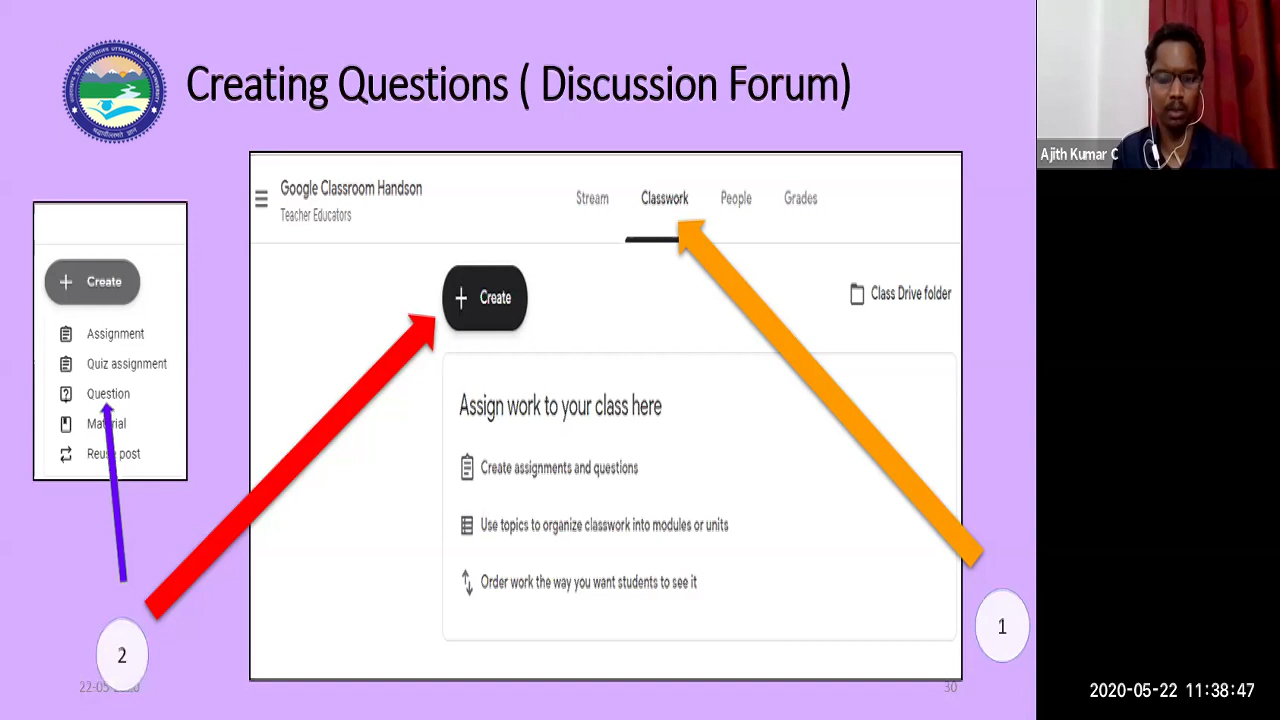 Creating Questions ( Discussion Forum)
Ajith Kumar C
Google Classroom Handson
Teacher Educators
Stream
Classwork
People
Grades
Create
Class Drive folder
Assign work to your class here
Create assignments and questions
Use topics to organize classwork into modules or units
Order work the way you want students to see it
Create
Assignment
Quiz assignment
Question
Material
Reuse post
2
1
30
2020-05-22 11:38:47